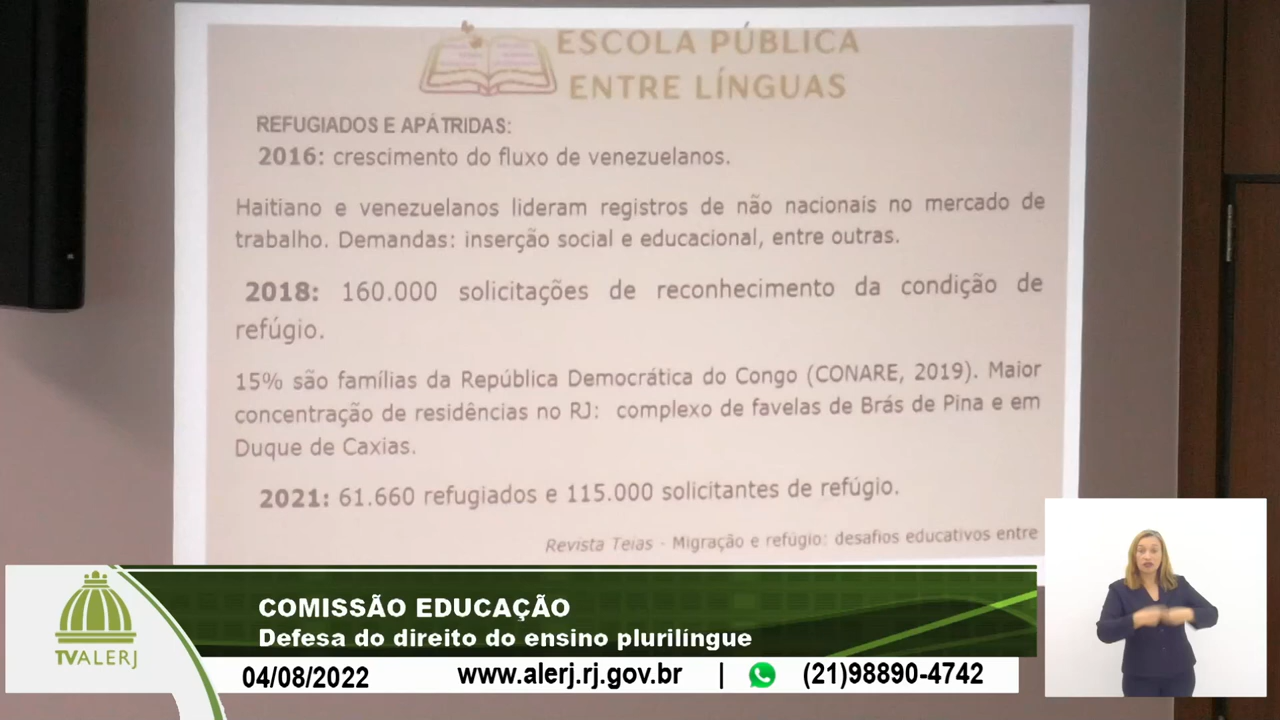 ESCOLA PÚBLICA
ENTRE LÍNGUAS
REFUGIADOS E APÁTRIDAS:
2016: crescimento do fluxo de venezuelanos.
Haitiano e venezuelanos lideram registros de não nacionais no mercado de
trabalho. Demandas: inserção social e educacional, entre outras.
2018: 160.000 solicitações de reconhecimento da condição de
refúgio.
15% são famílias da República Democrática do Congo (CONARE, 2019). Maior
concentração de residências no RJ: complexo de favelas de Brás de Pina e em
Duque de Caxias.
2021: 61.660 refugiados e 115.000 solicitantes de refúgio.
Revista Teias - Migração e refúgio: desafios educativos entre
COMISSÃO EDUCAÇÃO
Defesa do direito do ensino plurilíngue
TVALERJ
04/08/2022 www.alerj.rj.gov.br | (21)98890-4742